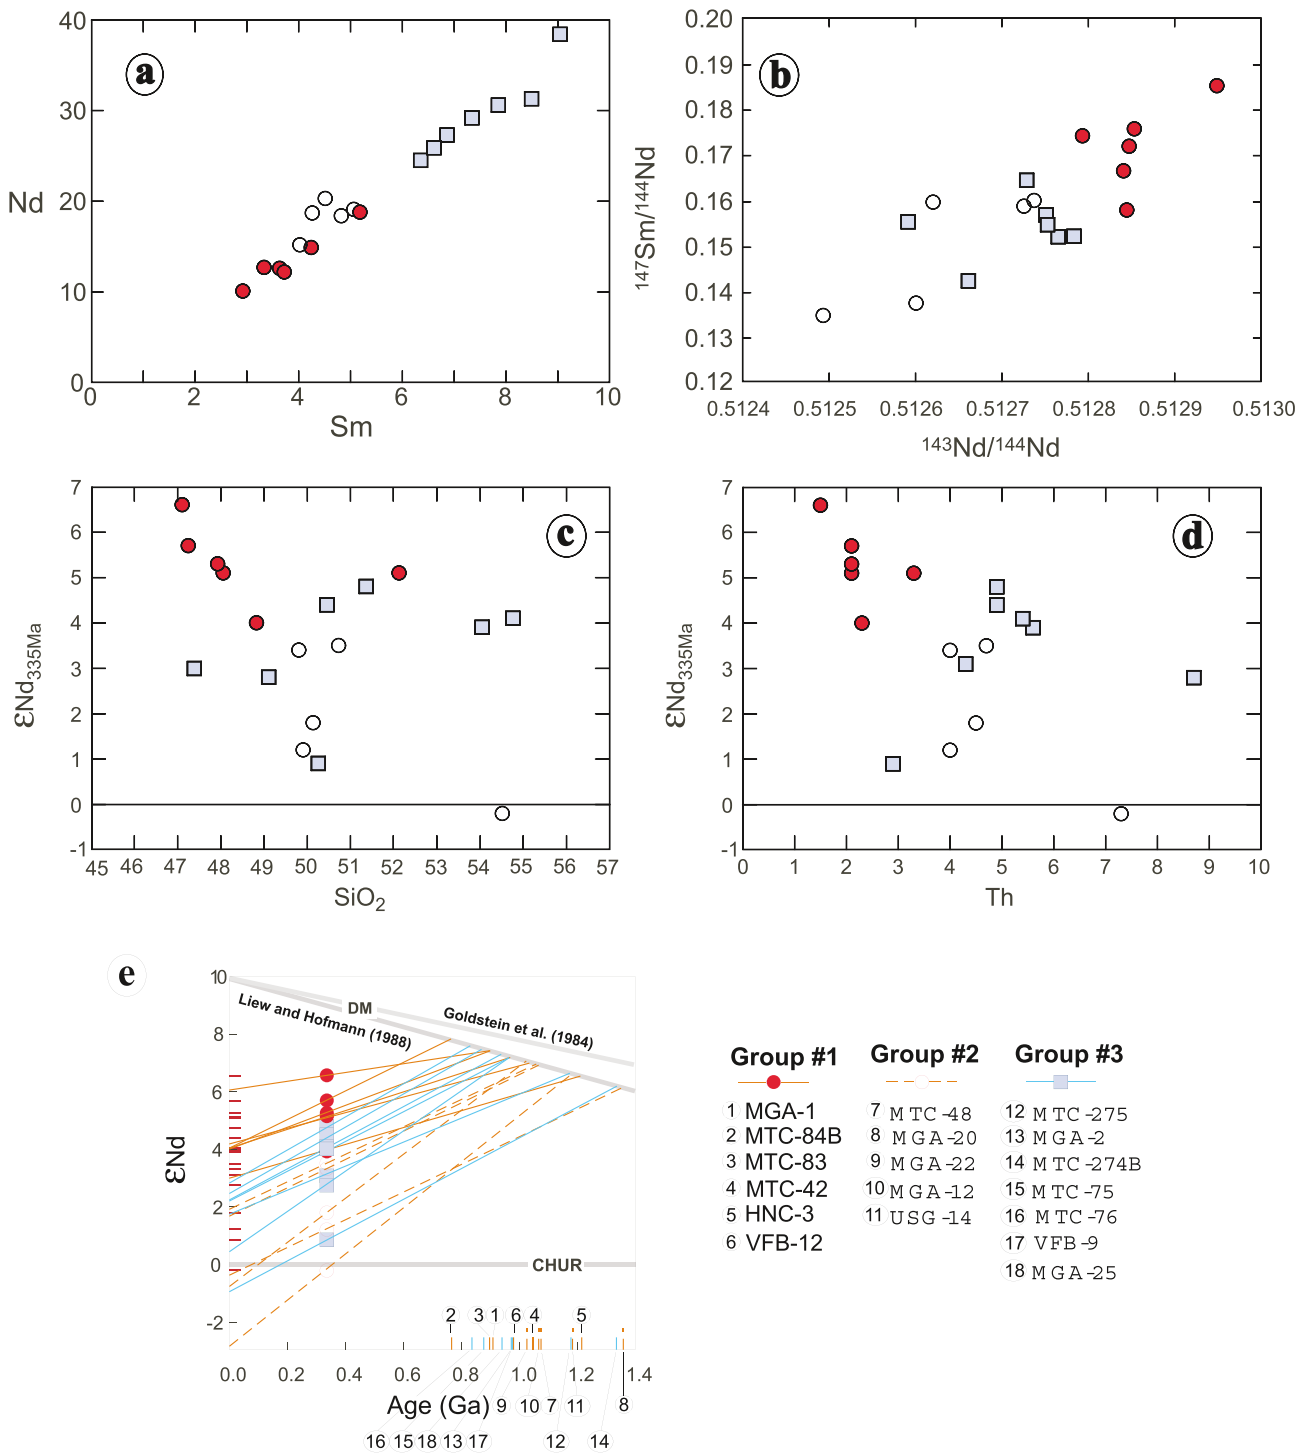 40
30
20
10
0
Nd
a
0 2 4 6 8 10
Sm
0.20
0.19
0.18
0.17
0.16
0.15
0.14
0.13
0.12
147Sm/144Nd
b
0.5124 0.5125 0.5126 0.5127 0.5128 0.5129 0.5130
143Nd/144Nd
7
6
5
4
3
2
1
0
-1
εNd335Ma
c
45 46 47 48 49 50 51 52 53 54 55 56 57
SiO2
7
6
5
4
3
2
1
0
-1
εNd335Ma
d
0 1 2 3 4 5 6 7 8 9 10
Th
e
10
8
6
4
2
0
-2
εNd
DM
Liew and Hofmann (1988)
Goldstein et al. (1984)
CHUR
2 3 1 6 4 5
0.0 0.2 0.4 0.6 0.8 1.0 1.2 1.4
Age (Ga)
9 10 7 11 8
16 15 18 13 17 12 14
Group #1
1 MGA-1
2 MTC-84B
3 MTC-83
4 MTC-42
5 HNC-3
6 VFB-12
Group #2
7 MTC-48
8 MGA-20
9 MGA-22
10 MGA-12
11 USG-14
Group #3
12 MTC-275
13 MGA-2
14 MTC-274B
15 MTC-75
16 MTC-76
17 VFB-9
18 MGA-25